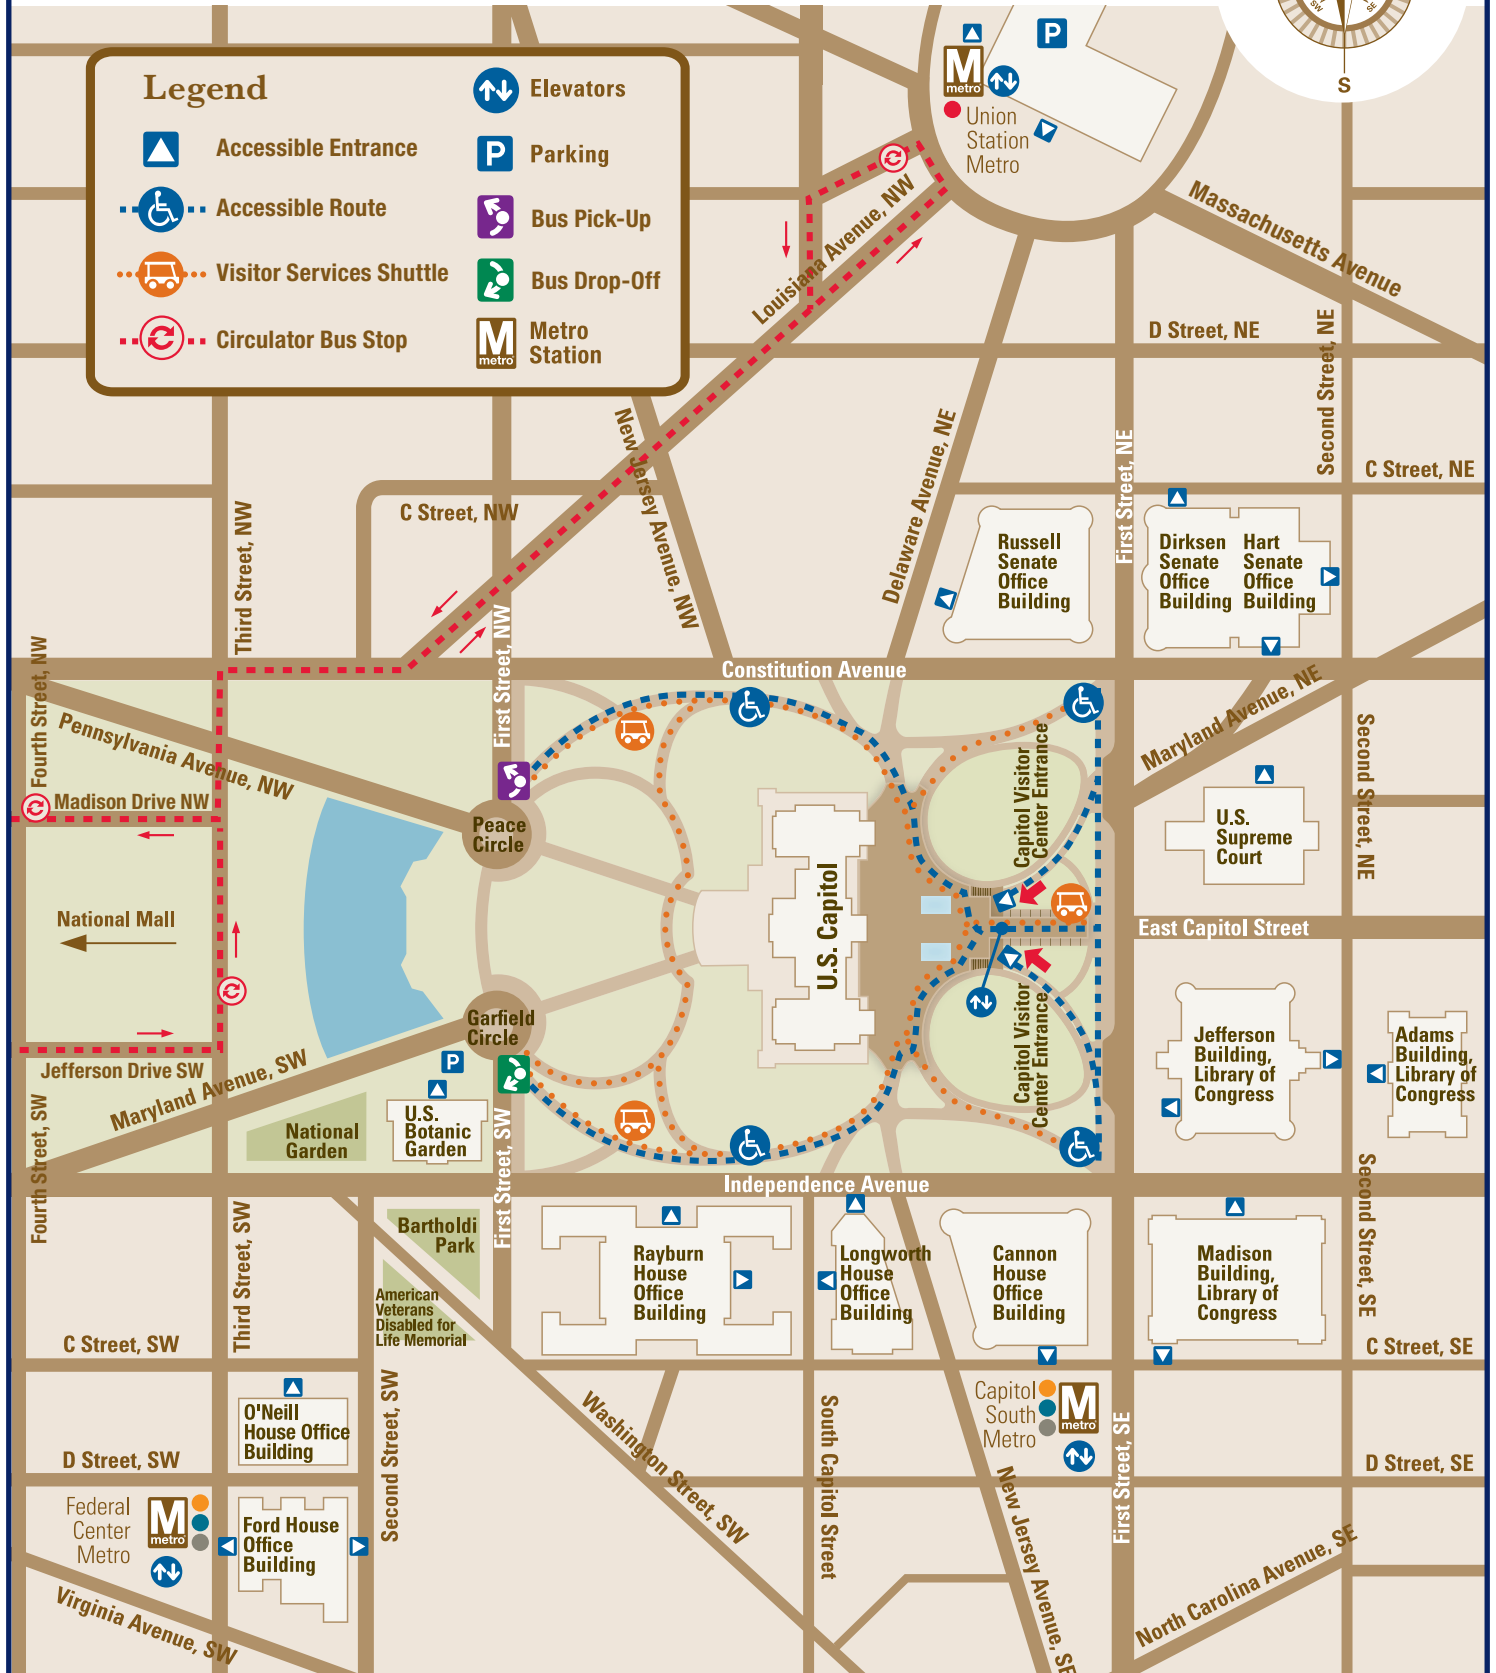 SW
SE
S
Legend
Accessible Entrance
Accessible Route
Visitor Services Shuttle
Circulator Bus Stop
Elevators
P
Parking
Bus Pick-Up
Bus Drop-Off
M
metro
Metro
Station
P
M
metro
Union
Station
Metro
Massachusetts Avenue
Louisiana Avenue, NW
D Street, NE
Second Street, NE
C Street, NE
First Street, NE
Delaware Avenue, NE
New Jersey Avenue, NW
C Street, NW
Third Street, NW
First Street, NW
Fourth Street, NW
Russell
Senate
Office
Building
Dirksen
Senate
Office
Building
Hart
Senate
Office
Building
Constitution Avenue
Maryland Avenue, NE
Second Street, NE
Pennsylvania Avenue, NW
Madison Drive NW
Peace
Circle
National Mall
U.S. Capitol
Capitol Visitor
Center Entrance
U.S.
Supreme
Court
East Capitol Street
Capitol Visitor
Center Entrance
Garfield
Circle
Jefferson Drive SW
Maryland Avenue, SW
P
U.S.
Botanic
Garden
National
Garden
Jefferson
Building,
Library of
Congress
Adams
Building,
Library of
Congress
Fourth Street, SW
First Street, SW
Independence Avenue
Third Street, SW
Bartholdi
Park
American
Veterans
Disabled for
Life Memorial
Rayburn
House
Office
Building
Longworth
House
Office
Building
Cannon
House
Office
Building
Madison
Building,
Library of
Congress
Second Street, SE
C Street, SW
C Street, SE
O'Neill
House Office
Building
Second Street, SW
Washington Street, SW
South Capitol Street
Capitol
South
Metro
M
metro
New Jersey Avenue, SE
First Street, SE
D Street, SW
D Street, SE
Federal
Center
Metro
M
metro
Ford House
Office
Building
Virginia Avenue, SW
North Carolina Avenue, SE